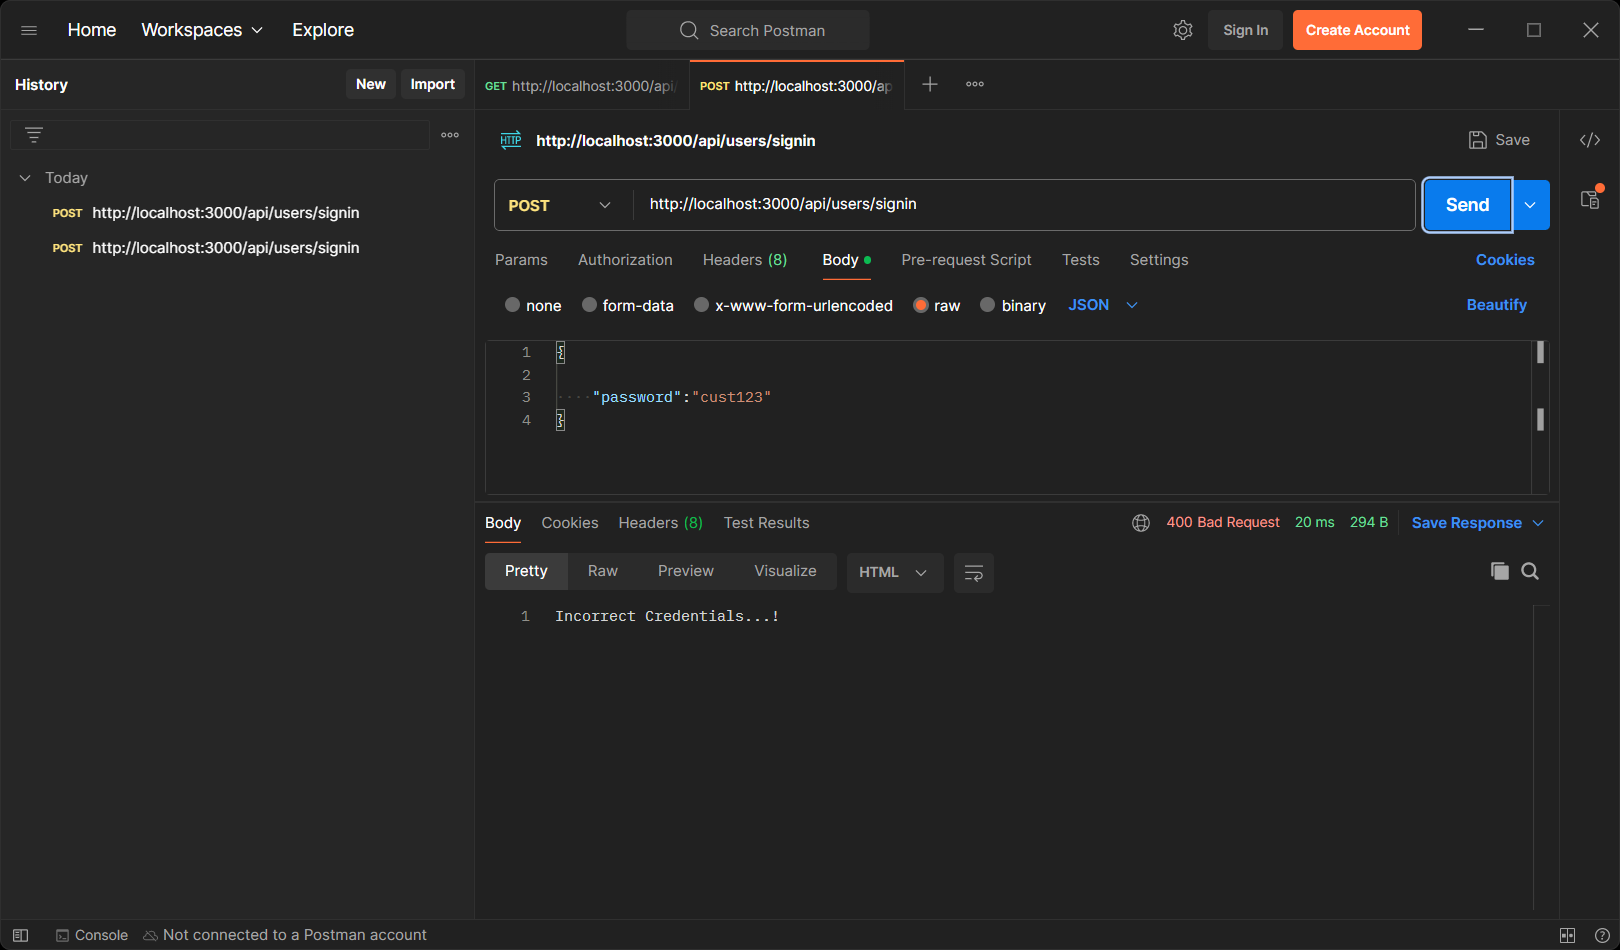 Home Workspaces Explore Search Postman Sign In Create Account
History New Import
GET http://localhost:3000/api/
POST http://localhost:3000/ap
HTTP http://localhost:3000/api/users/signin Save
Today
POST http://localhost:3000/api/users/signin
POST http://localhost:3000/api/users/signin
POST http://localhost:3000/api/users/signin Send
Params Authorization Headers (8) Body Pre-request Script Tests Settings Cookies
none form-data x-www-form-urlencoded raw binary JSON Beautify
1 {
2
3 "password":"cust123"
4 }
Body Cookies Headers (8) Test Results 400 Bad Request 20 ms 294 B Save Response
Pretty Raw Preview Visualize HTML
1 Incorrect Credentials...!
Console Not connected to a Postman account